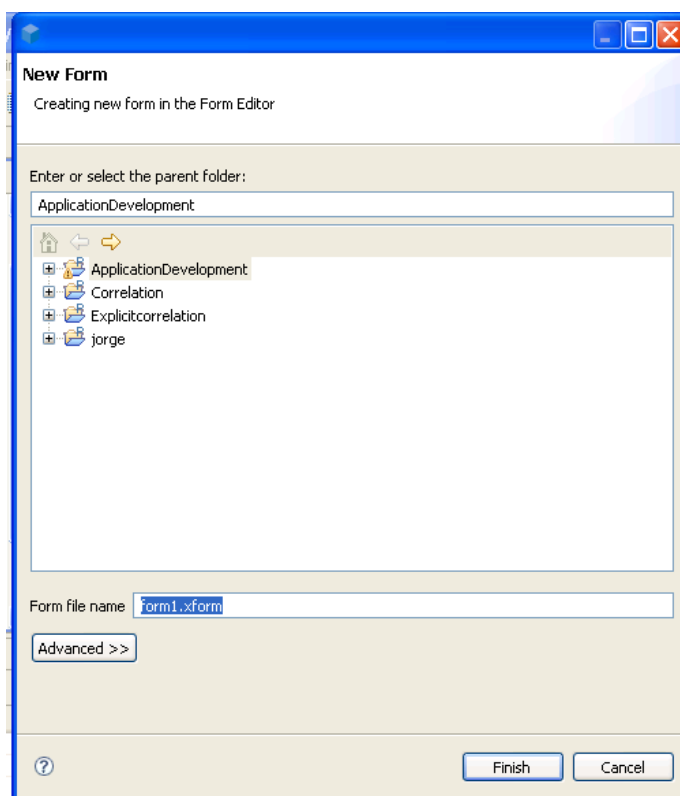 New Form
Creating new form in the Form Editor
Enter or select the parent folder:
ApplicationDevelopment
ApplicationDevelopment
Correlation
Explicitcorrelation
jorge
Form file name form1.xform
Advanced >>
Finish Cancel